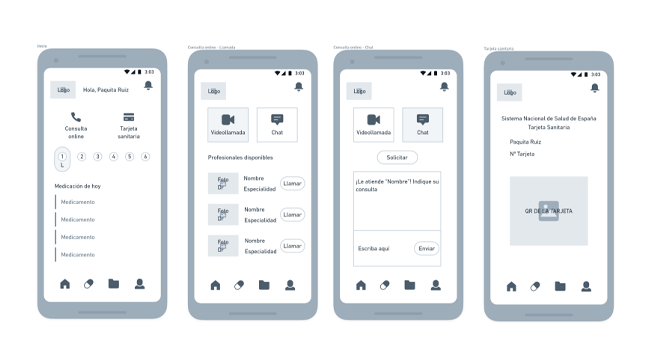 Inicio
3:03
Logo
Hola, Paquita Ruiz
Consulta
online
Tarjeta
sanitaria
1 2 3 4 5 6
L
Medicación de hoy
Medicamento
Medicamento
Medicamento
Medicamento
Consulta online - Llamada
3:03
Logo
Videollamada
Chat
Profesionales disponibles
Foto
Dr
Nombre
Especialidad
Llamar
Foto
Dr
Nombre
Especialidad
Llamar
Foto
Dr
Nombre
Especialidad
Llamar
Consulta online - Chat
3:03
Logo
Videollamada
Chat
Solicitar
¡Le atiende "Nombre"! Indique su
consulta
Escriba aquí
Enviar
Tarjeta sanitaria
3:03
Logo
Sistema Nacional de Salud de España
Tarjeta Sanitaria
Paquita Ruiz
Nº Tarjeta
QR DE LA TARJETA